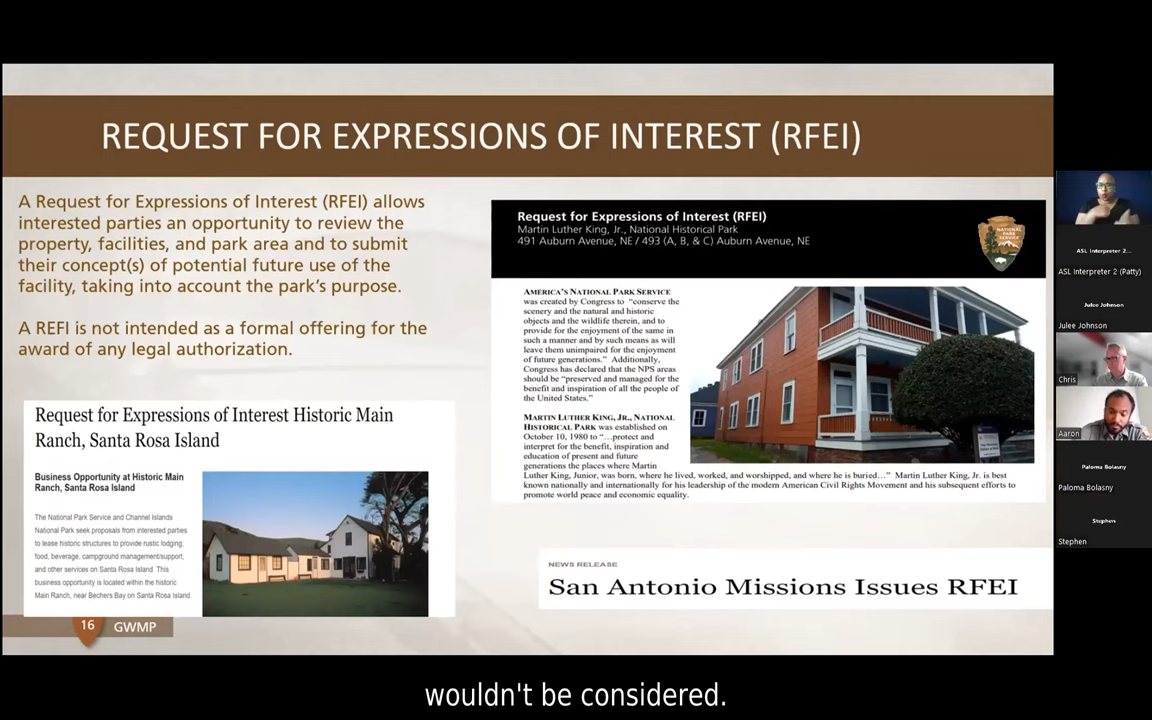 REQUEST FOR EXPRESSIONS OF INTEREST (RFEI)
A Request for Expressions of Interest (RFEI) allows
interested parties an opportunity to review the
property, facilities, and park area and to submit
their concept(s) of potential future use of the
facility, taking into account the park's purpose.
A REFI is not intended as a formal offering for the
award of any legal authorization.
Request for Expressions of Interest Historic Main
Ranch, Santa Rosa Island
Business Opportunity at Historic Main
Ranch, Santa Rosa Island
The National Park Service and Channel Islands
National Park seek proposals from interested parties
to lease historic structures to provide rustic lodging,
food, beverage, campground management/support,
and other services on Santa Rosa Island. This
business opportunity is located within the historic
Main Ranch, near Bechers Bay on Santa Rosa Island.
16
GWMP
Request for Expressions of Interest (RFEI)
Martin Luther King, Jr., National Historical Park
491 Auburn Avenue, NE / 493 (A, B, & C) Auburn Avenue, NE
NATIONAL
PARK
SERVICE
AMERICA'S NATIONAL PARK SERVICE
was created by Congress to "conserve the
scenery and the natural and historic
objects and the wildlife therein, and to
provide for the enjoyment of the same in
such a manner and by such means as will
leave them unimpaired for the enjoyment
of future generations." Additionally,
Congress has declared that the NPS areas
should be "preserved and managed for the
benefit and inspiration of all the people of
the United States."
MARTIN LUTHER KING, JR., NATIONAL
HISTORICAL PARK was established on
October 10, 1980 to "…protect and
interpret for the benefit, inspiration and
education of present and future
generations the places where Martin
Luther King, Junior, was born, where he lived, worked, and worshipped, and where he is buried…" Martin Luther King, Jr. is best
known nationally and internationally for his leadership of the modern American Civil Rights Movement and his subsequent efforts to
promote world peace and economic equality.
NEWS RELEASE
San Antonio Missions Issues RFEI
ASL Interpreter 2...
ASL Interpreter 2 (Patty)
Julee Johnson
Julee Johnson
Chris
Aaron
Paloma Bolasny
Paloma Bolasny
Stephen
Stephen
wouldn't be considered.